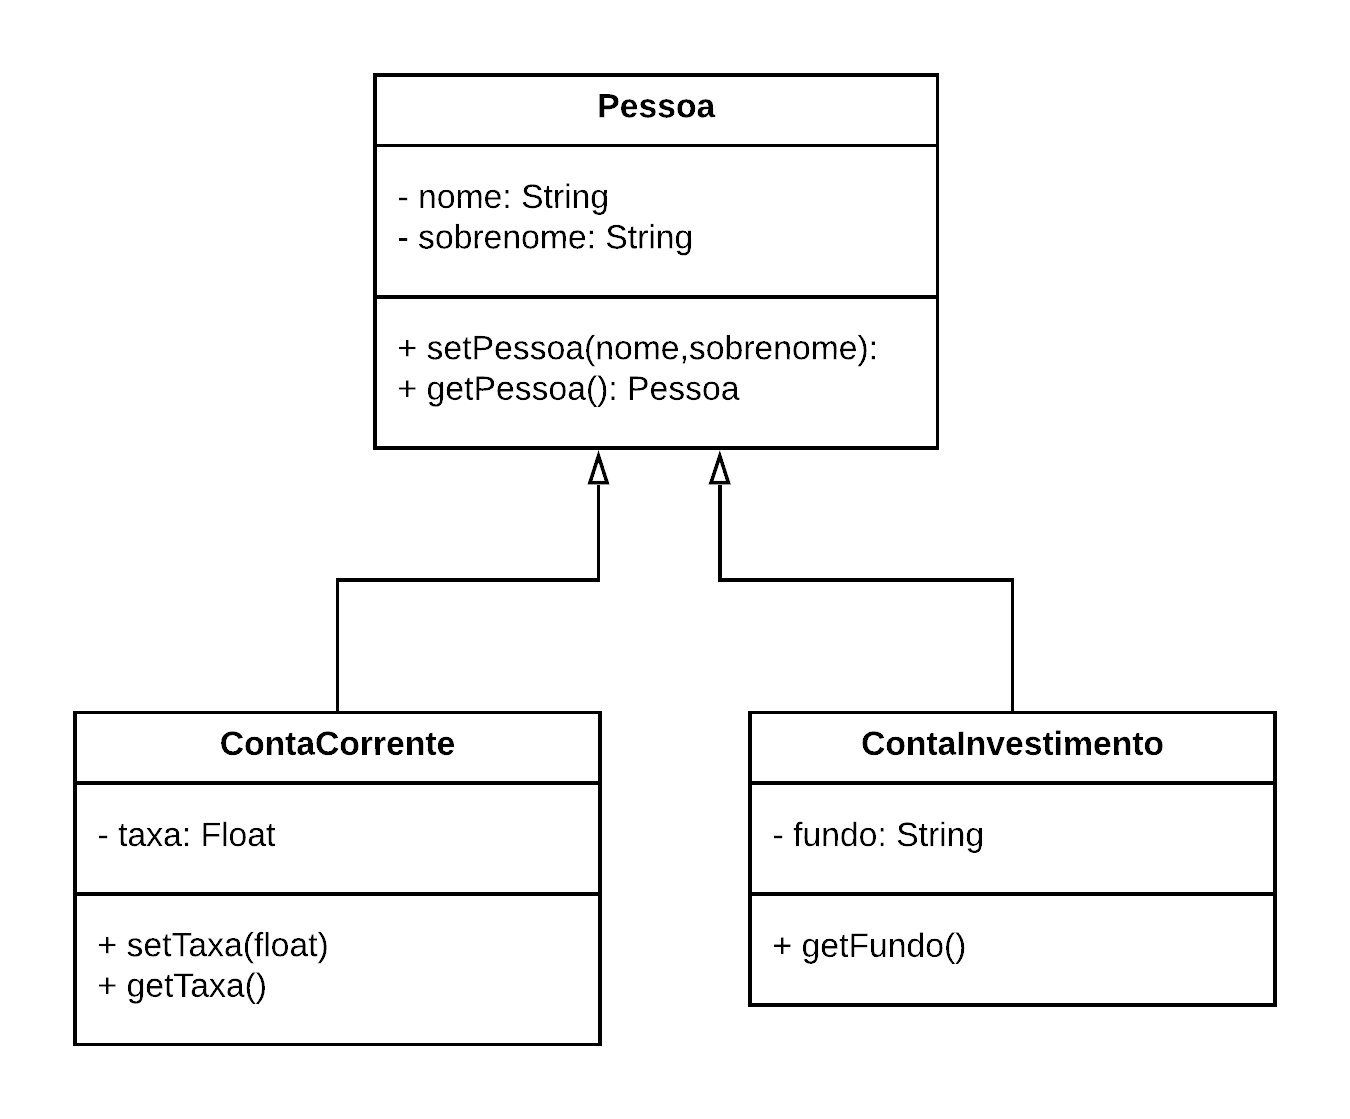 Pessoa
- nome: String
- sobrenome: String
+ setPessoa(nome,sobrenome):
+ getPessoa(): Pessoa
ContaCorrente
- taxa: Float
+ setTaxa(float)
+ getTaxa()
ContaInvestimento
- fundo: String
+ getFundo()